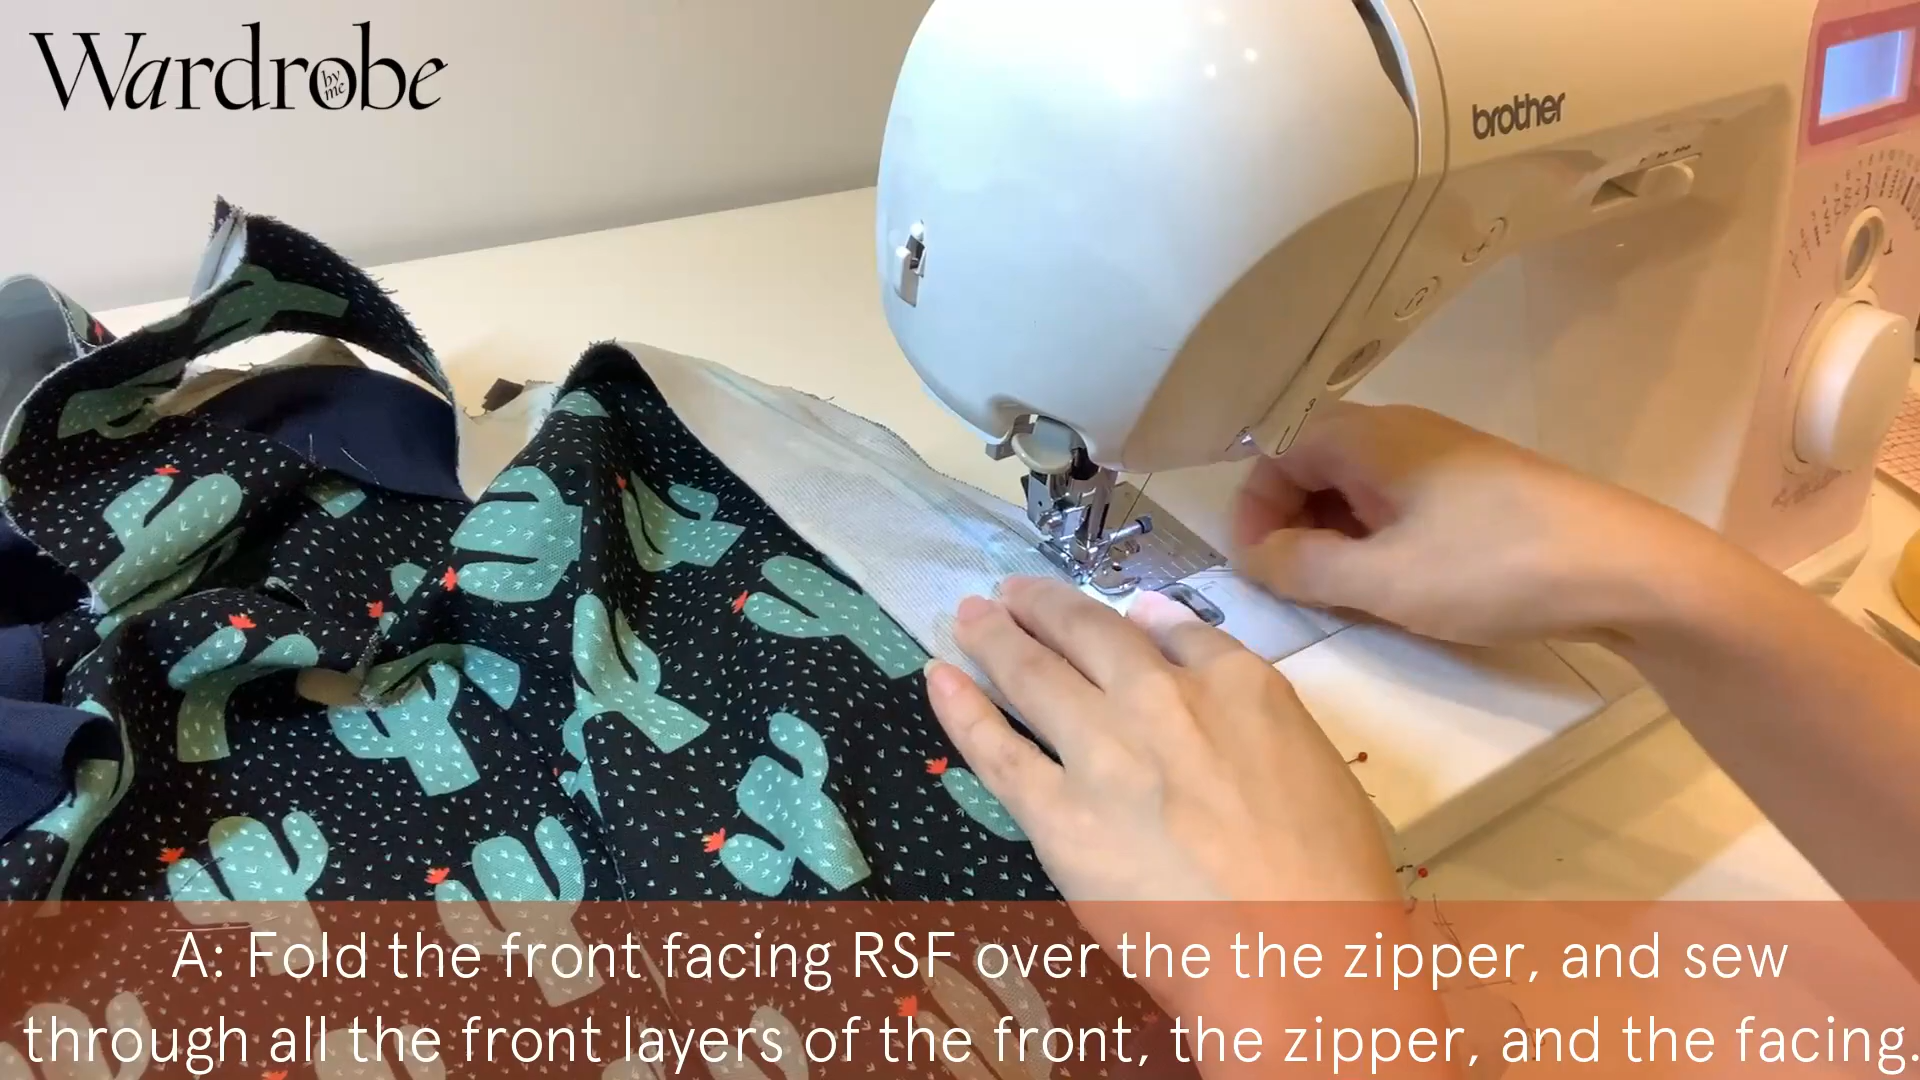 Wardrobe
by
me
brother
3
A: Fold the front facing RSF over the the zipper, and sew
through all the front layers of the front, the zipper, and the facing.